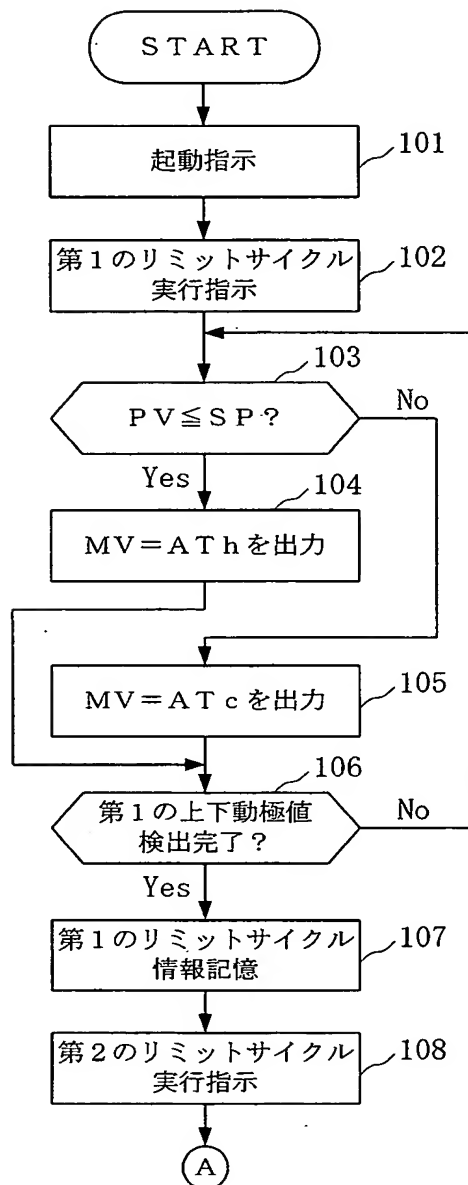 START
起動指示
101
第1のリミットサイクル
実行指示
102
103
PV≦SP?
No
Yes
104
MV=AThを出力
MV=ATcを出力
105
106
第1の上下動極値
検出完了?
No
Yes
第1のリミットサイクル
情報記憶
107
第2のリミットサイクル
実行指示
108
A